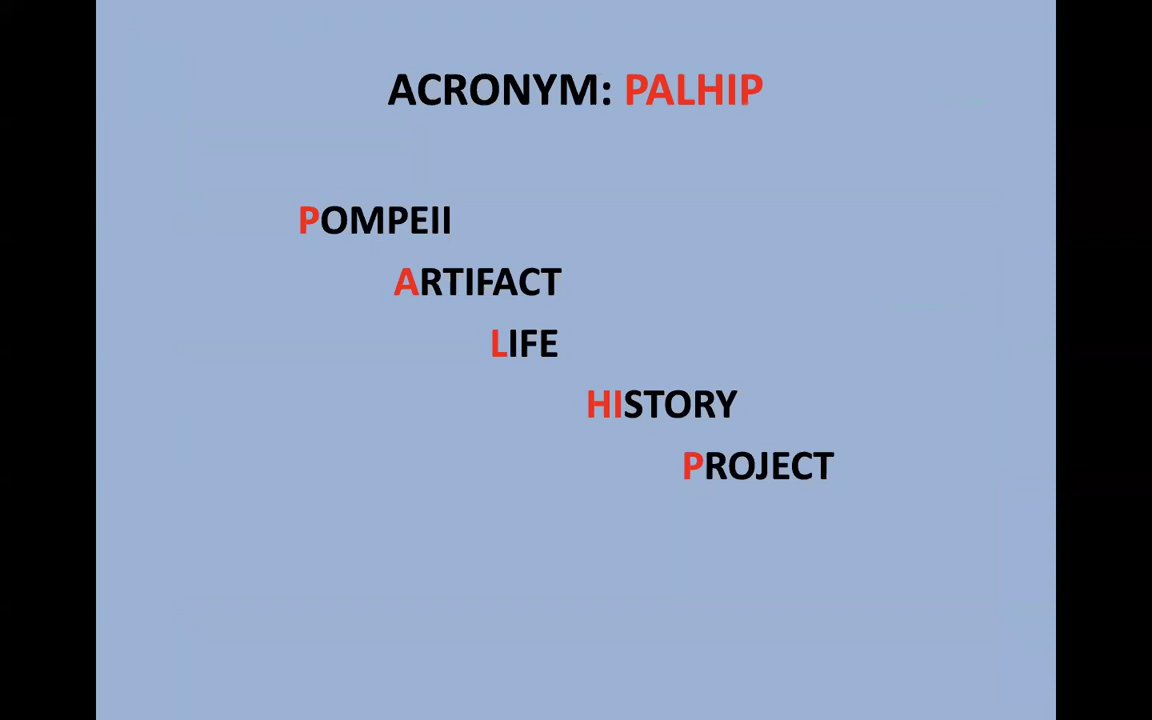 ACRONYM: PALHIP
POMPEII
ARTIFACT
LIFE
HISTORY
PROJECT